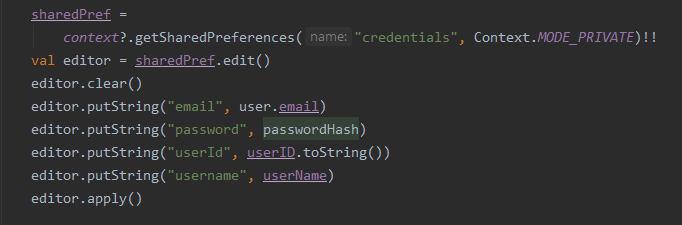 sharedPref =
context?.getSharedPreferences( name: "credentials", Context.MODE_PRIVATE)!!
val editor = sharedPref.edit()
editor.clear()
editor.putString("email", user.email)
editor.putString("password", passwordHash)
editor.putString("userId", userID.toString())
editor.putString("username", userName)
editor.apply()